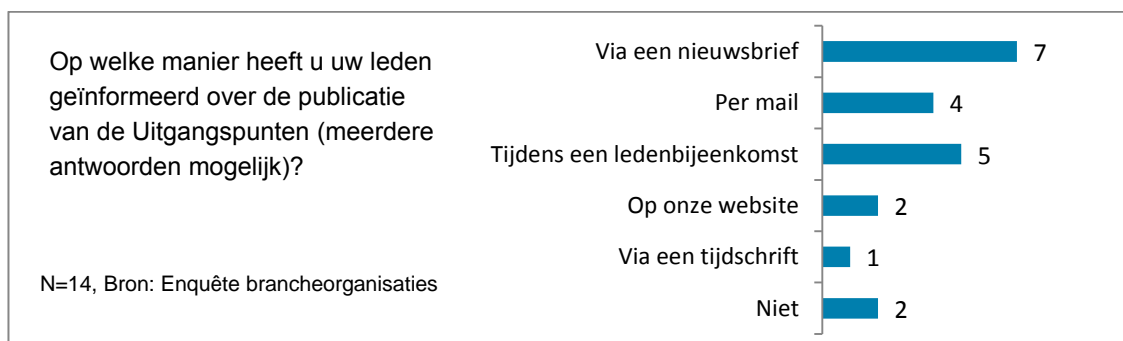 Op welke manier heeft u uw leden
geïnformeerd over de publicatie
van de Uitgangspunten (meerdere
antwoorden mogelijk)?
N=14, Bron: Enquête brancheorganisaties
Via een nieuwsbrief 7
Per mail 4
Tijdens een ledenbijeenkomst 5
Op onze website 2
Via een tijdschrift 1
Niet 2